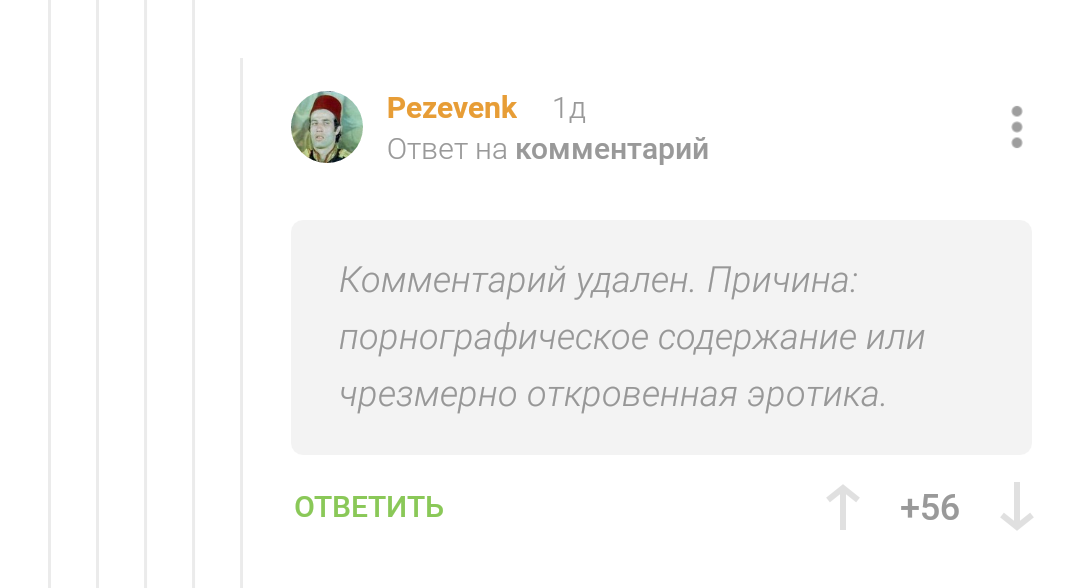 Pezevenk 1д
Ответ на комментарий
Комментарий удален. Причина:
порнографическое содержание или
чрезмерно откровенная эротика.
ОТВЕТИТЬ +56